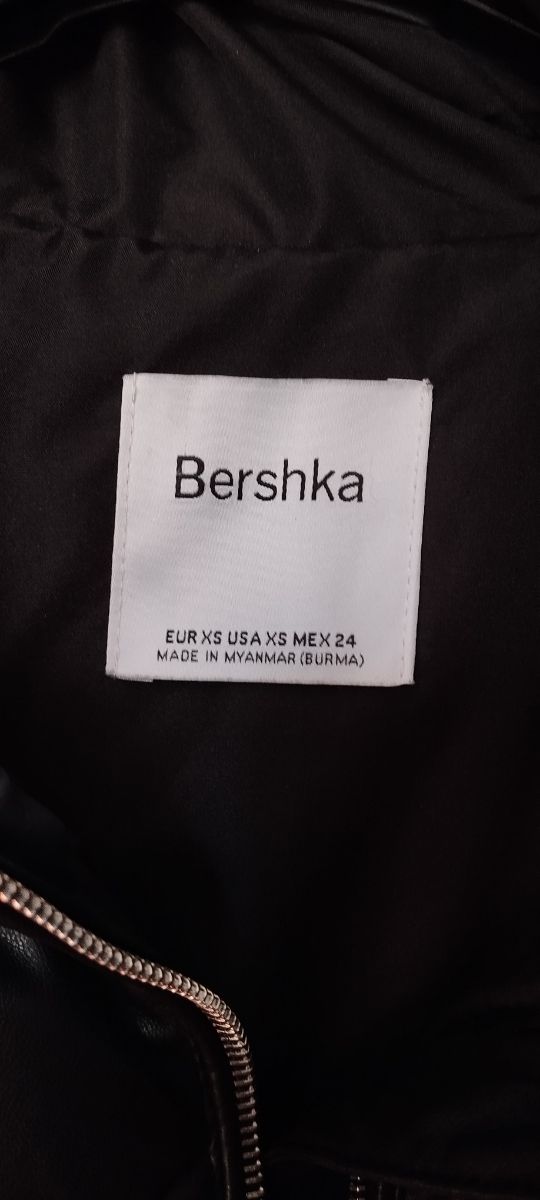 Bershka
EUR XS USA XS MEX 24
MADE IN MYANMAR (BURMA)